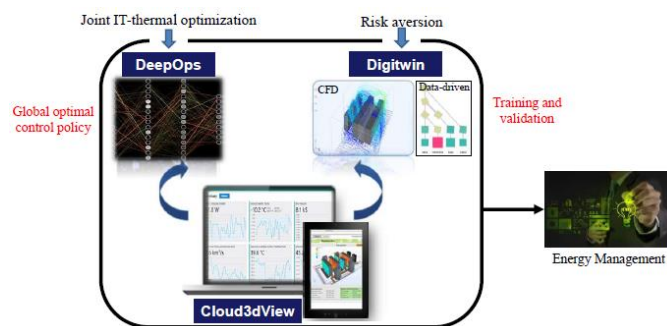 Joint IT-thermal optimization
Risk aversion
DeepOps
Digitwin
Global optimal
control policy
CFD
Data-driven
Training and
validation
Energy Management
Cloud3dView